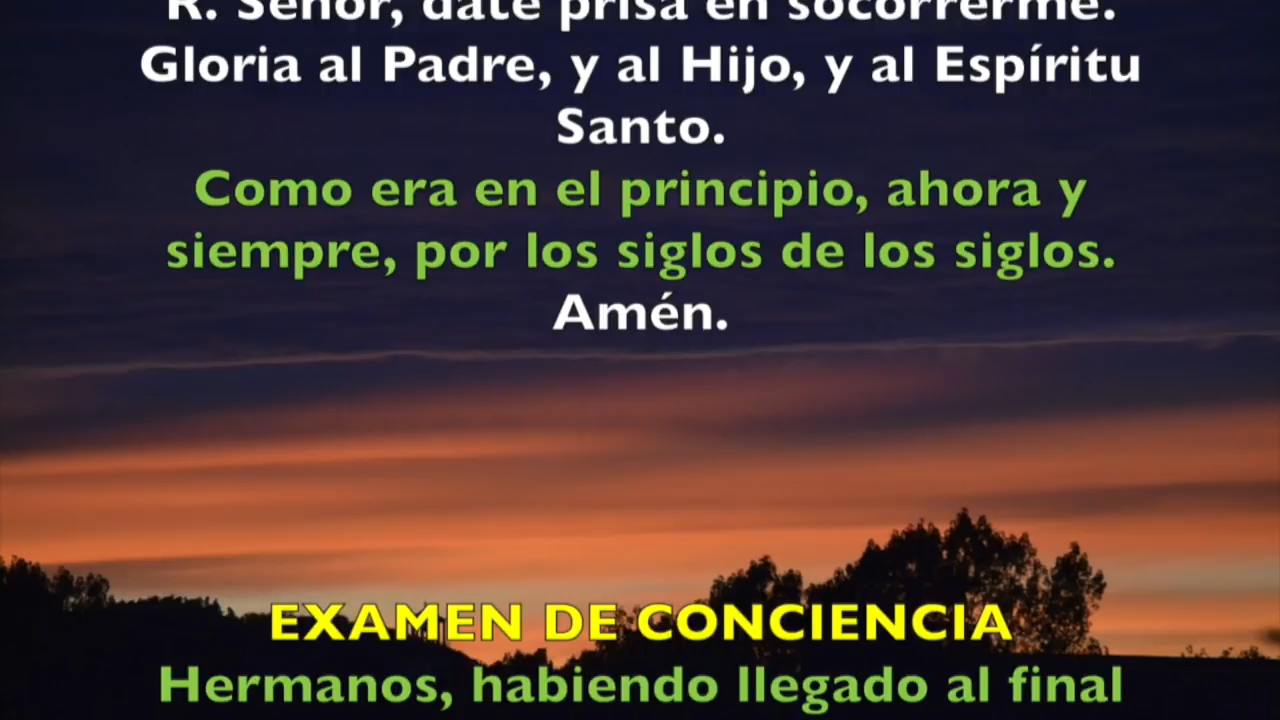 R. Señor, date prisa en socorrerme.
Gloria al Padre, y al Hijo, y al Espíritu
Santo.
Como era en el principio, ahora y
siempre, por los siglos de los siglos.
Amén.
EXAMEN DE CONCIENCIA
Hermanos, habiendo llegado al final